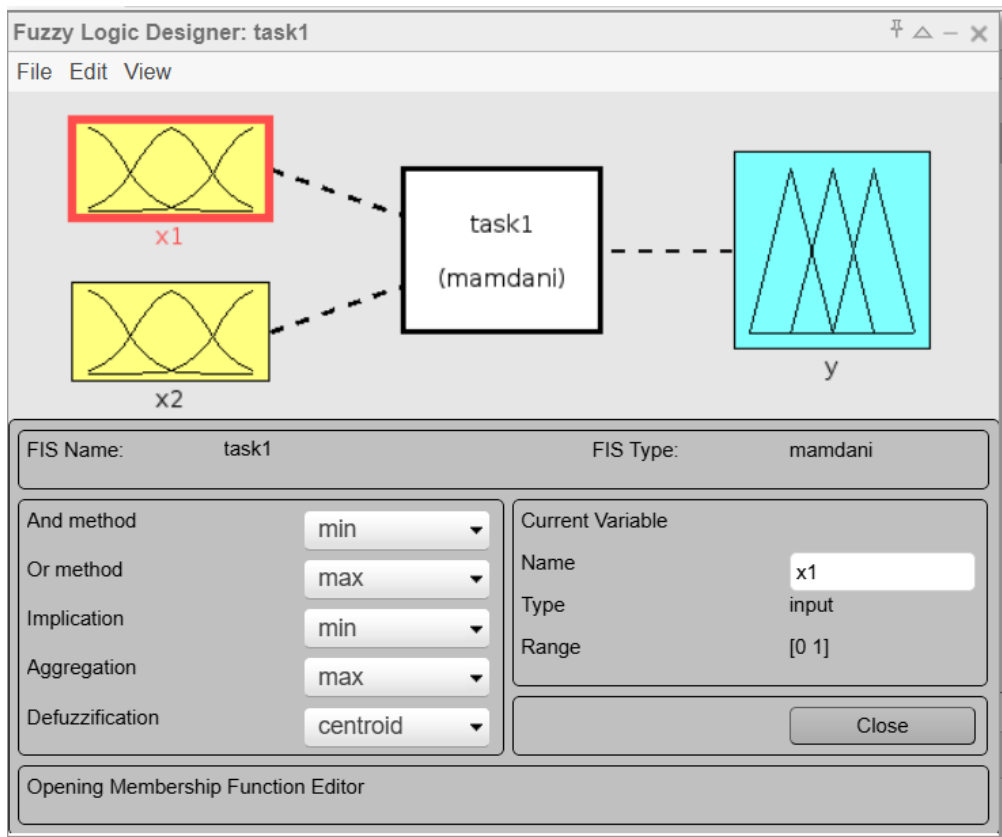 Fuzzy Logic Designer: task1
File Edit View
x1
x2
task1
(mamdani)
y
FIS Name: task1 FIS Type: mamdani
And method min
Or method max
Implication min
Aggregation max
Defuzzification centroid
Current Variable
Name x1
Type input
Range [0 1]
Close
Opening Membership Function Editor